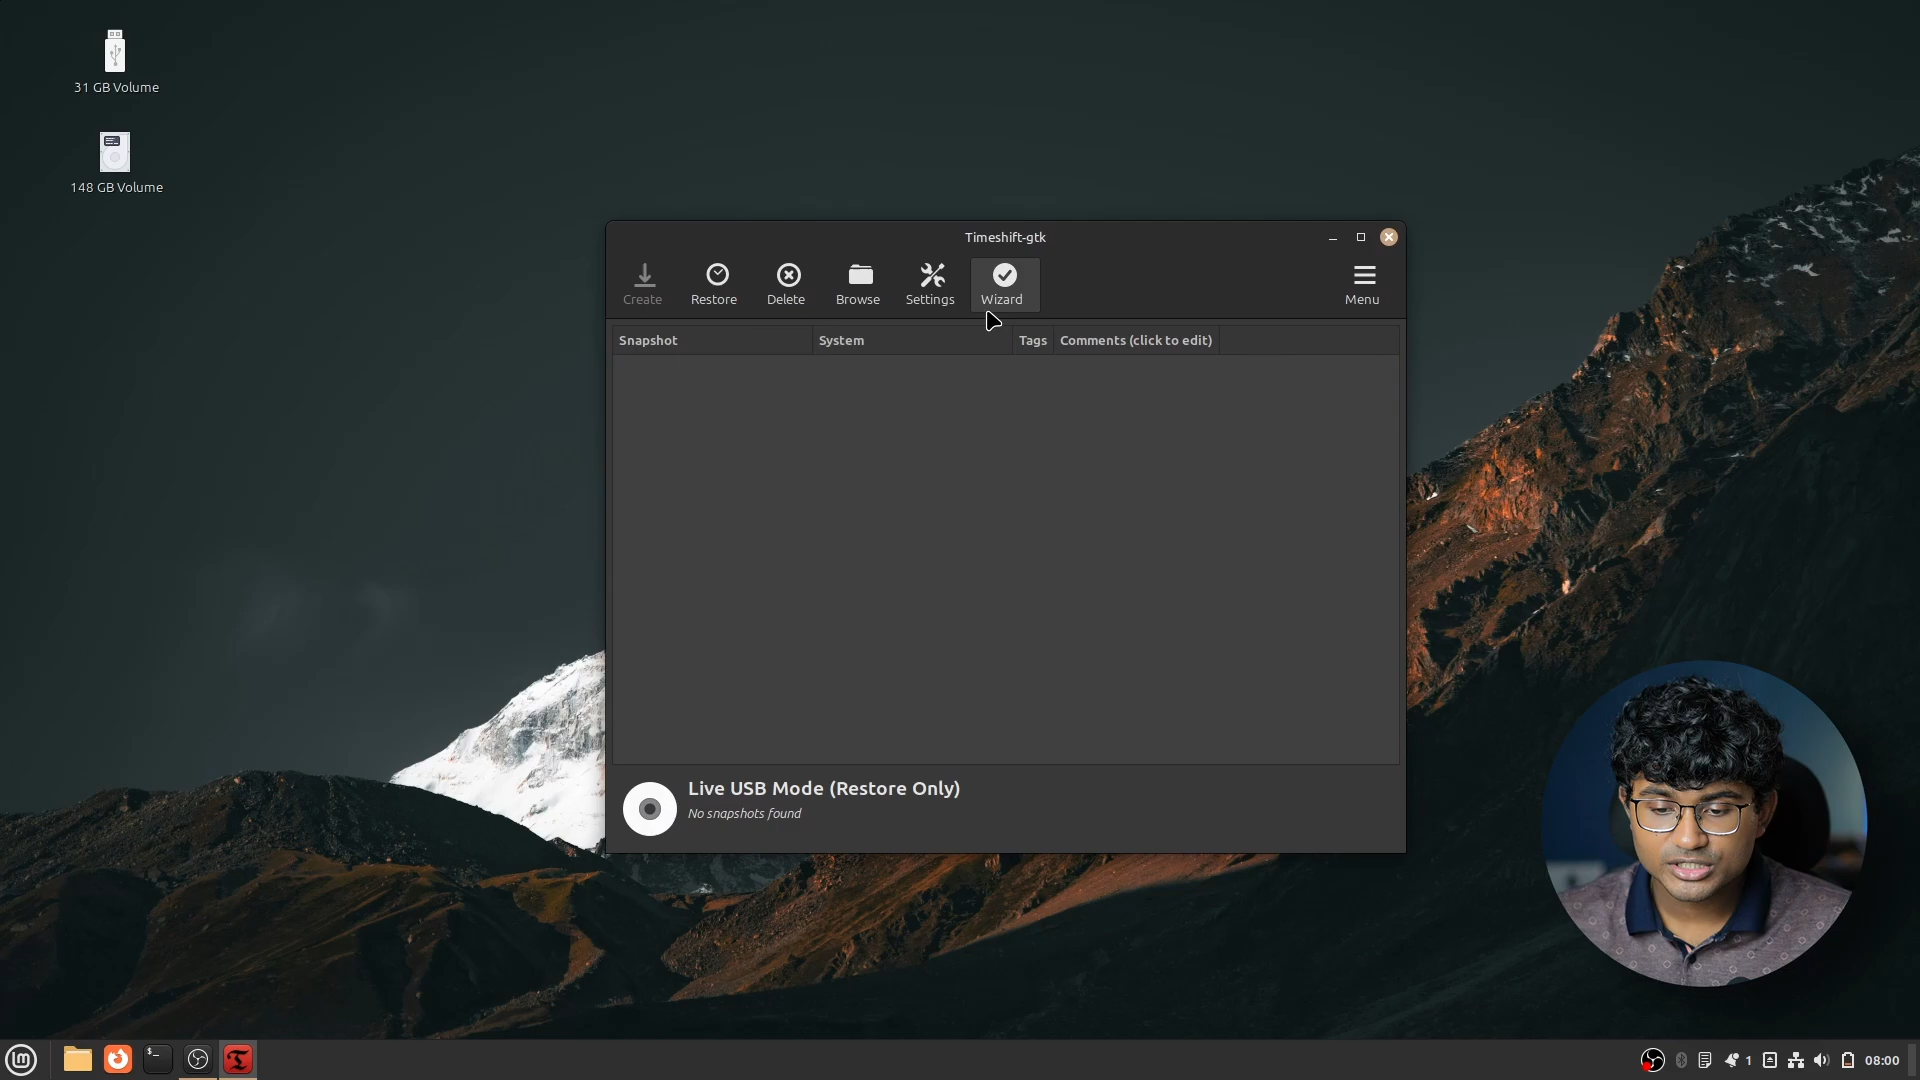 31 GB Volume
148 GB Volume
Timeshift-gtk
Create
Restore
Delete
Browse
Settings
Wizard
Menu
Snapshot
System
Tags
Comments (click to edit)
Live USB Mode (Restore Only)
No snapshots found
1
08:00